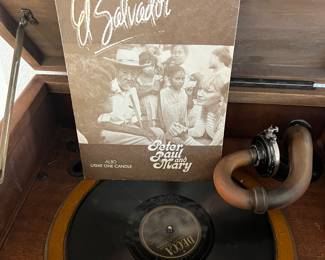 El Salvador
Peter
Paul
and
Mary
ALSO
LIGHT ONE CANDLE
DECCA